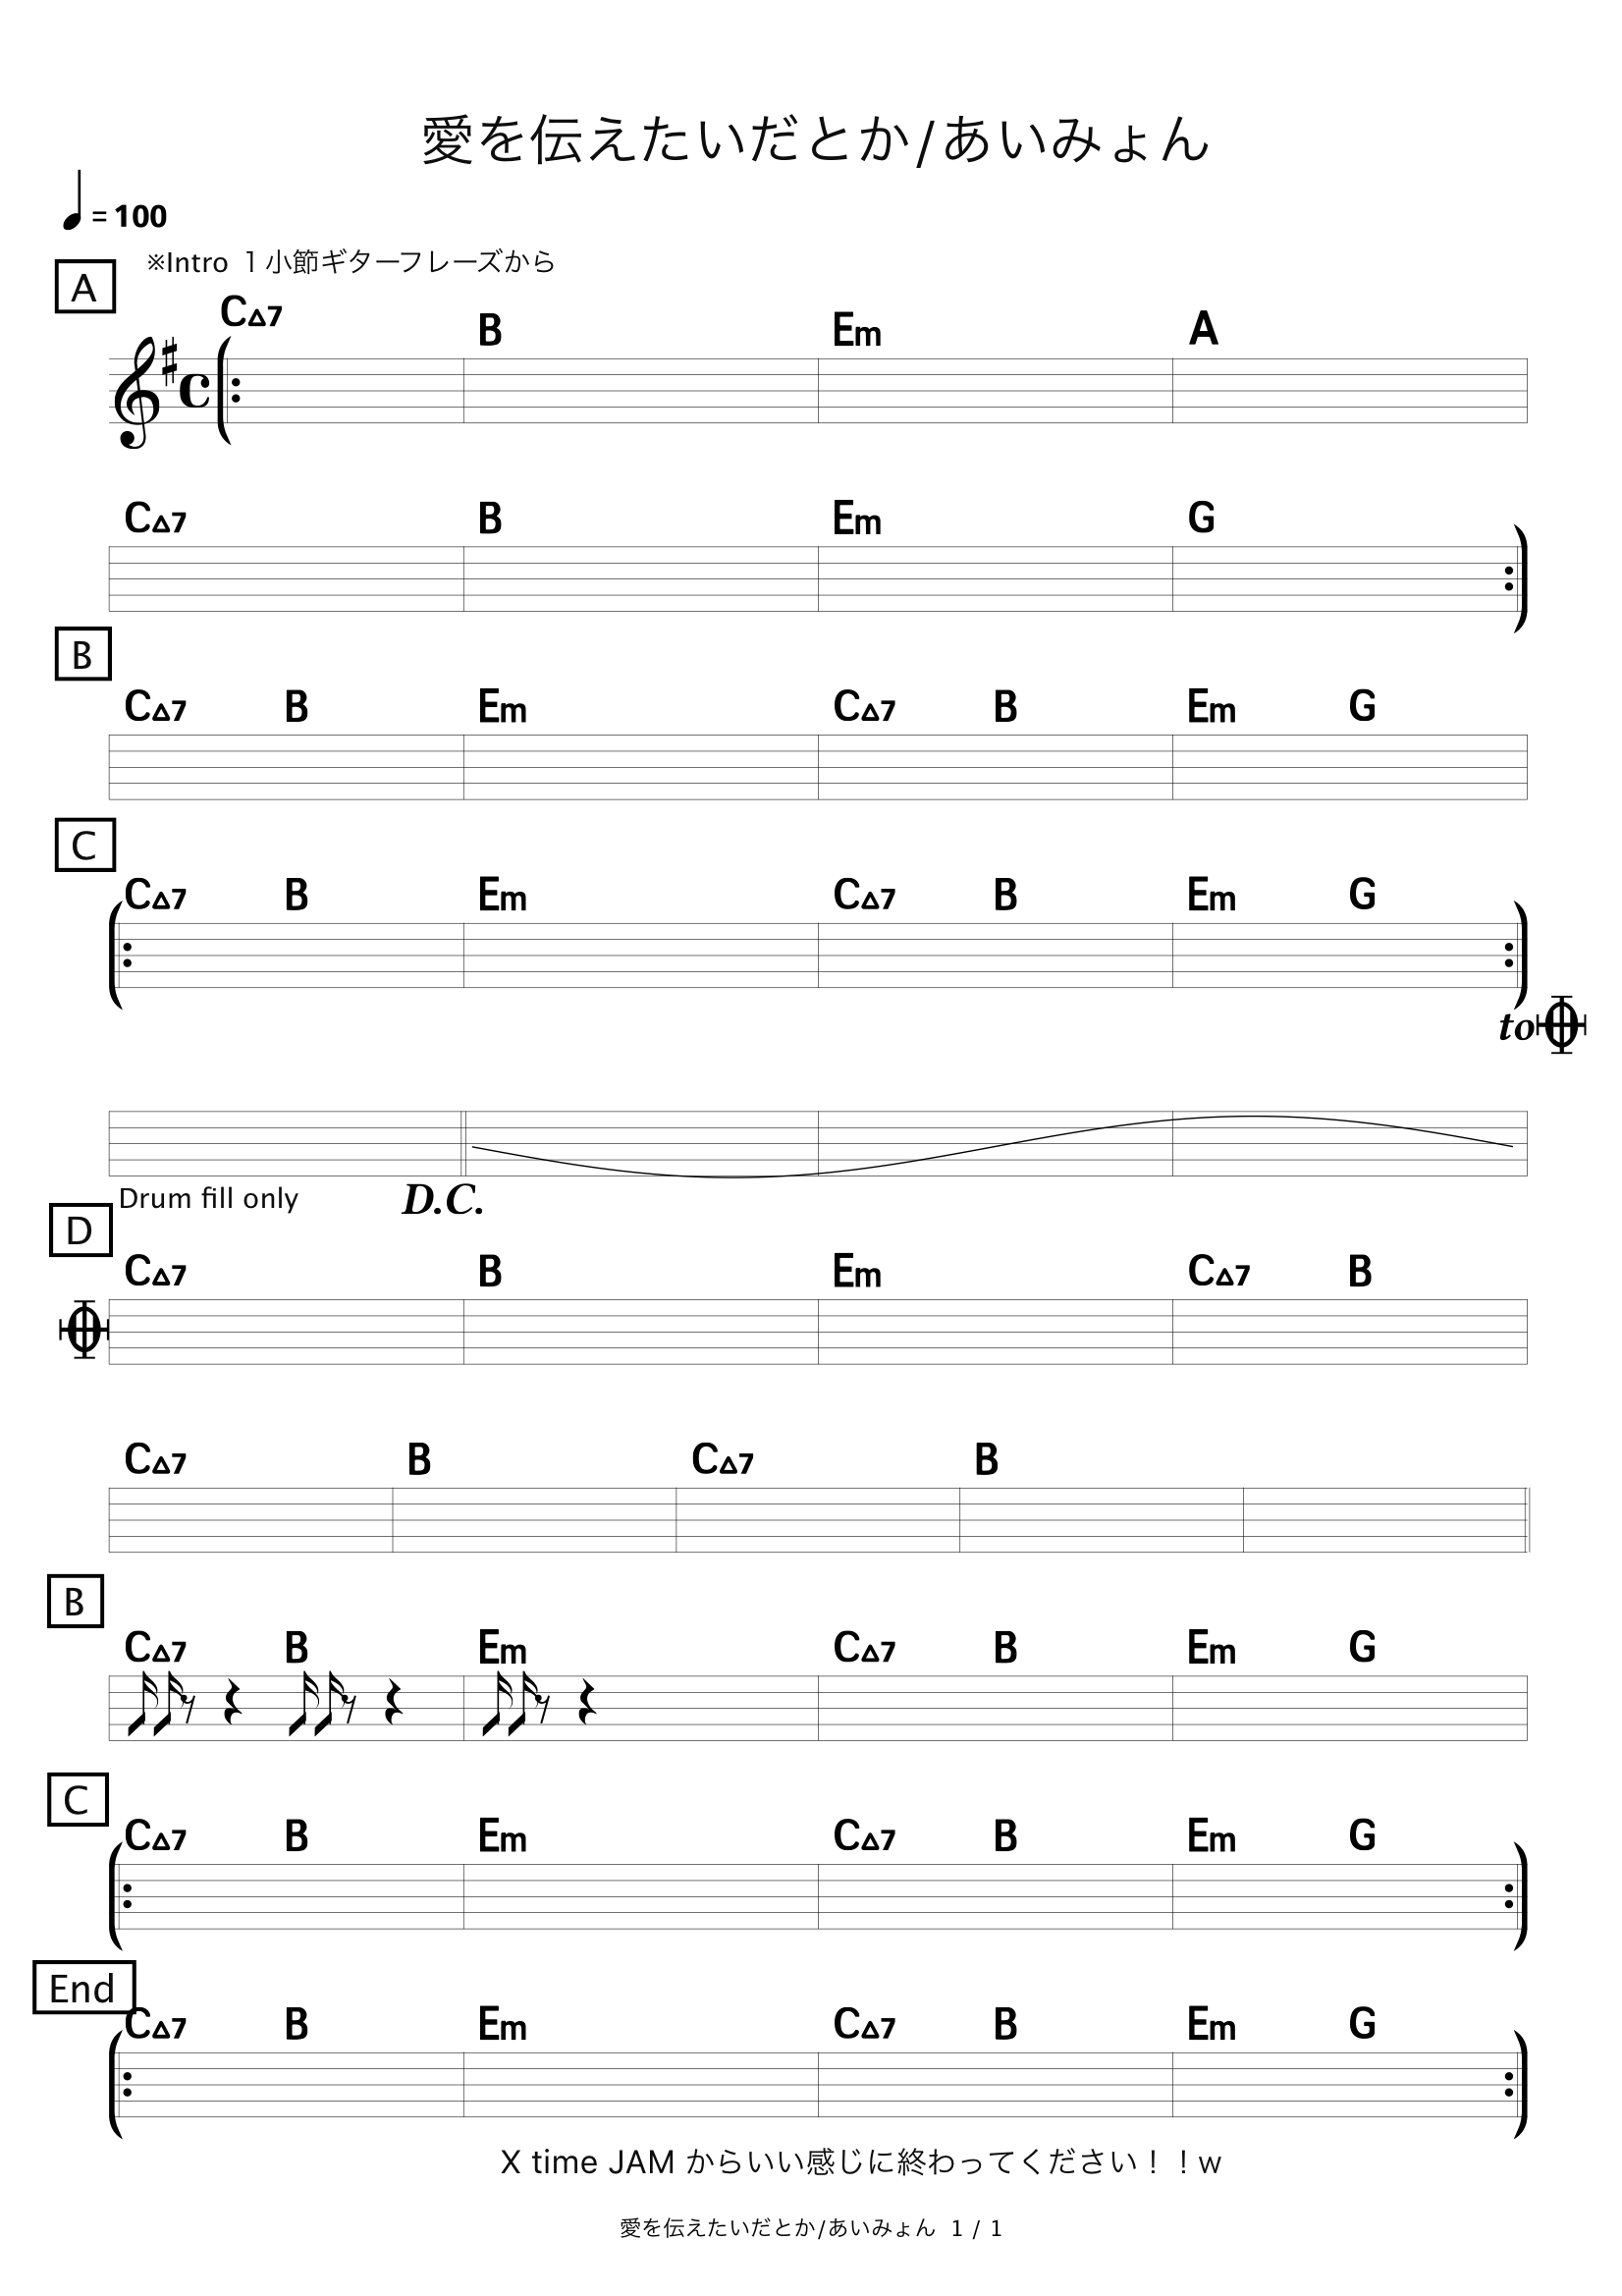 愛を伝えたいだとか/あいみょん
= 100
※Intro １小節ギターフレーズから
A
C△7 B Em A
C△7 B Em G
B
C△7 B Em C△7 B Em G
C
C△7 B Em C△7 B Em G
to
Drum fill only D.C.
D
C△7 B Em C△7 B
C△7 B C△7 B
B
C△7 B Em C△7 B Em G
C
C△7 B Em C△7 B Em G
End
C△7 B Em C△7 B Em G
X time JAM からいい感じに終わってください！！w
愛を伝えたいだとか/あいみょん 1 / 1